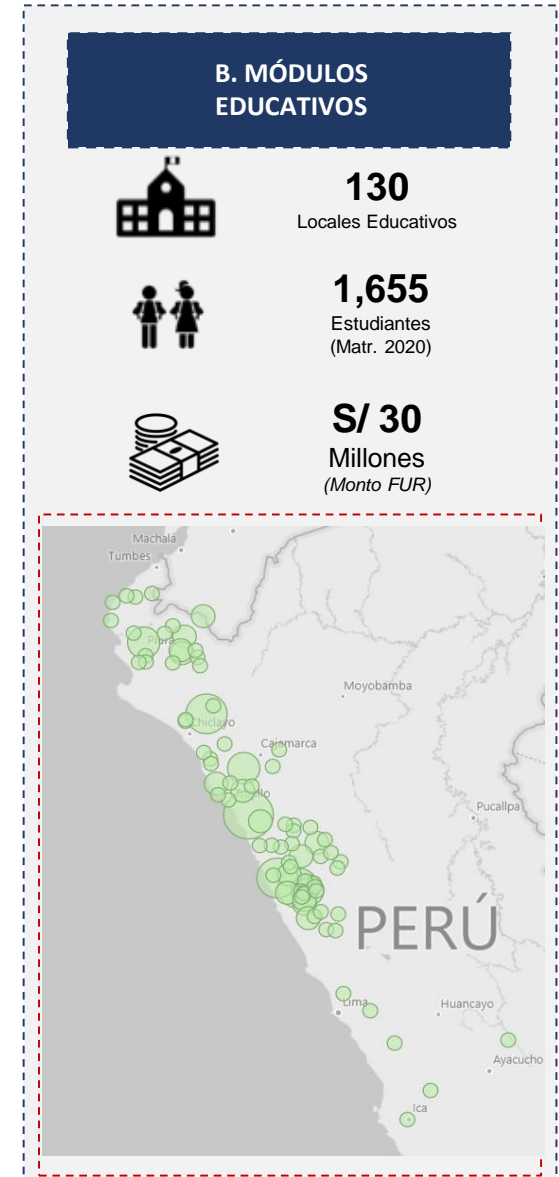 B. MÓDULOS
EDUCATIVOS
130
Locales Educativos
1,655
Estudiantes
(Matr. 2020)
S/ 30
Millones
(Monto FUR)
Machala
Tumbes
Moyobamba
Chiclayo
Cajamarca
Pucallpa
PERÚ
Lima
Huancayo
Ayacucho
Ica